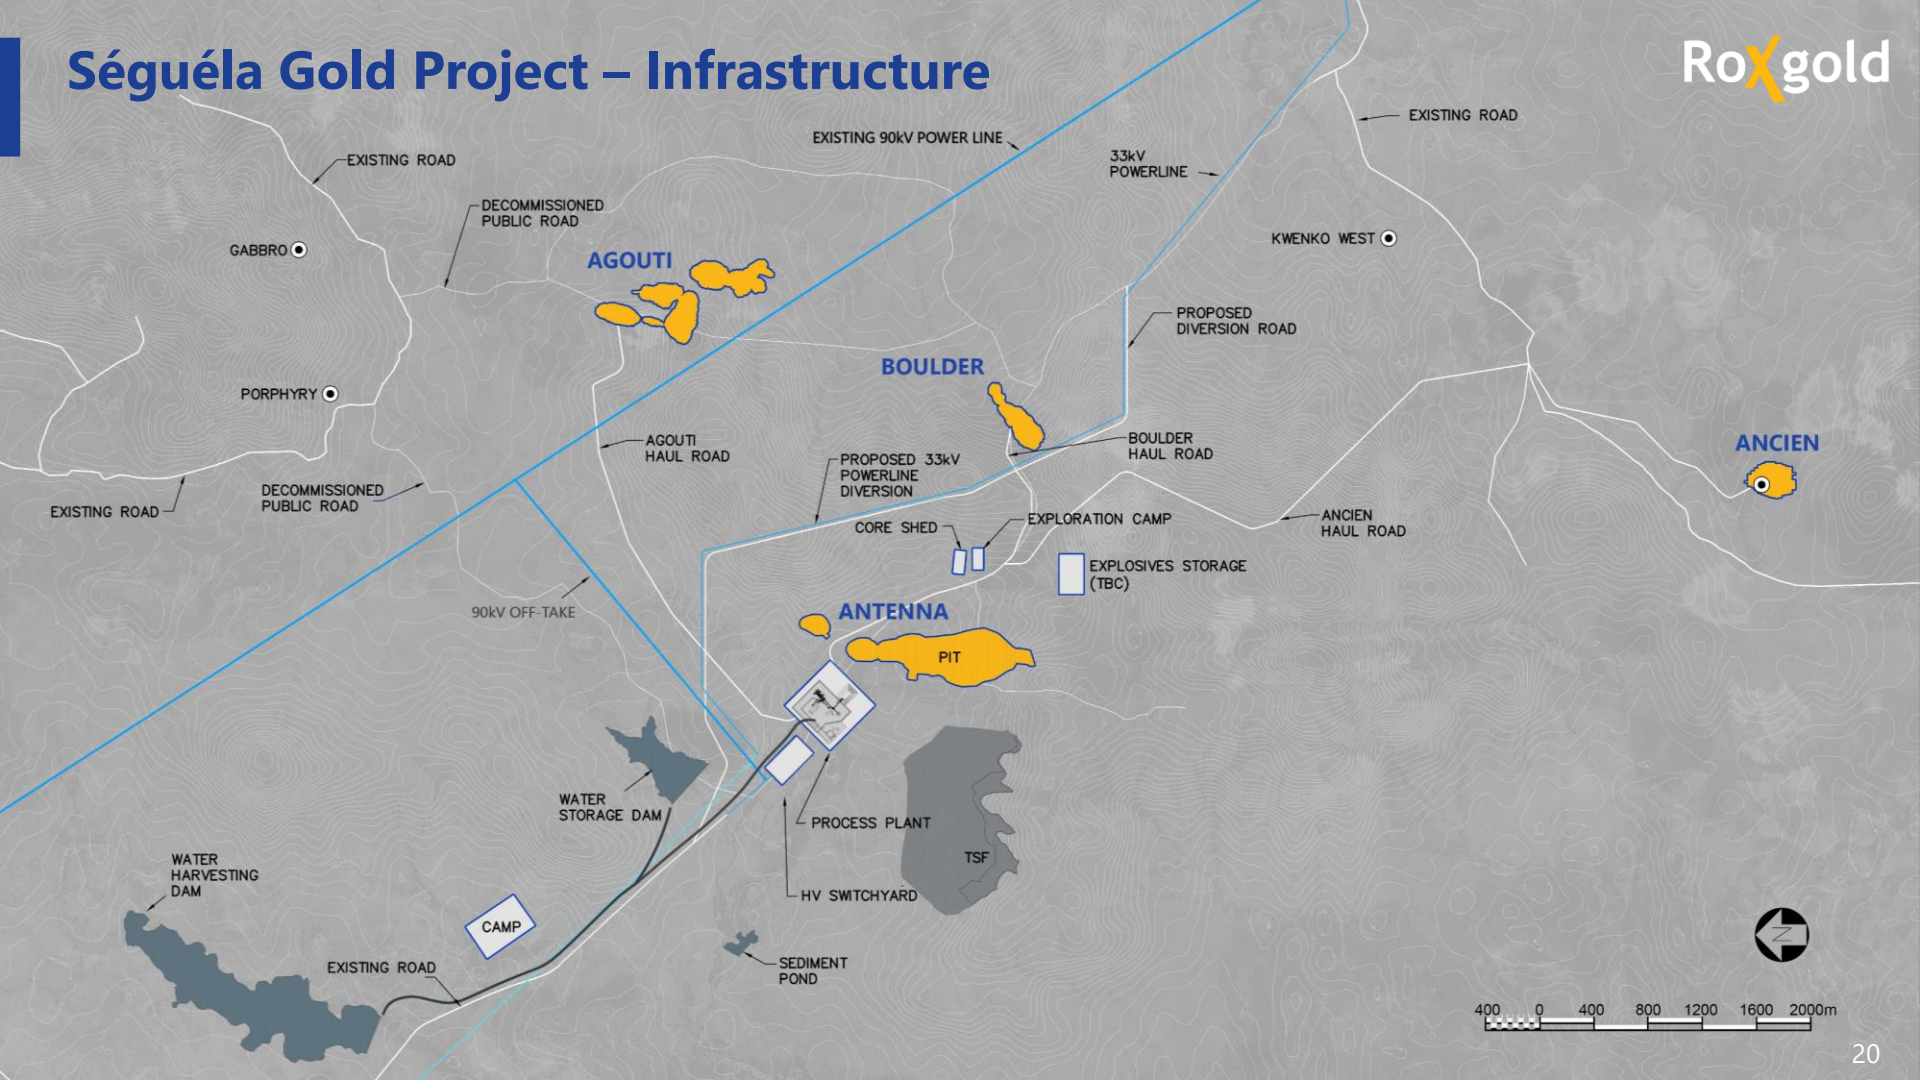 Séguéla Gold Project – Infrastructure
Roxgold
EXISTING ROAD
EXISTING 90kV POWER LINE
33kV
POWERLINE
EXISTING ROAD
DECOMMISSIONED
PUBLIC ROAD
GABBRO
AGOUTI
KWENKO WEST
PROPOSED
DIVERSION ROAD
BOULDER
PORPHYRY
AGOUTI
HAUL ROAD
BOULDER
HAUL ROAD
ANCIEN
PROPOSED 33kV
POWERLINE
DIVERSION
EXISTING ROAD
DECOMMISSIONED
PUBLIC ROAD
CORE SHED
EXPLORATION CAMP
ANCIEN
HAUL ROAD
EXPLOSIVES STORAGE
(TBC)
90kV OFF-TAKE
ANTENNA
PIT
WATER
STORAGE DAM
PROCESS PLANT
TSF
WATER
HARVESTING
DAM
HV SWITCHYARD
CAMP
EXISTING ROAD
SEDIMENT
POND
N
400 0 400 800 1200 1600 2000m
20